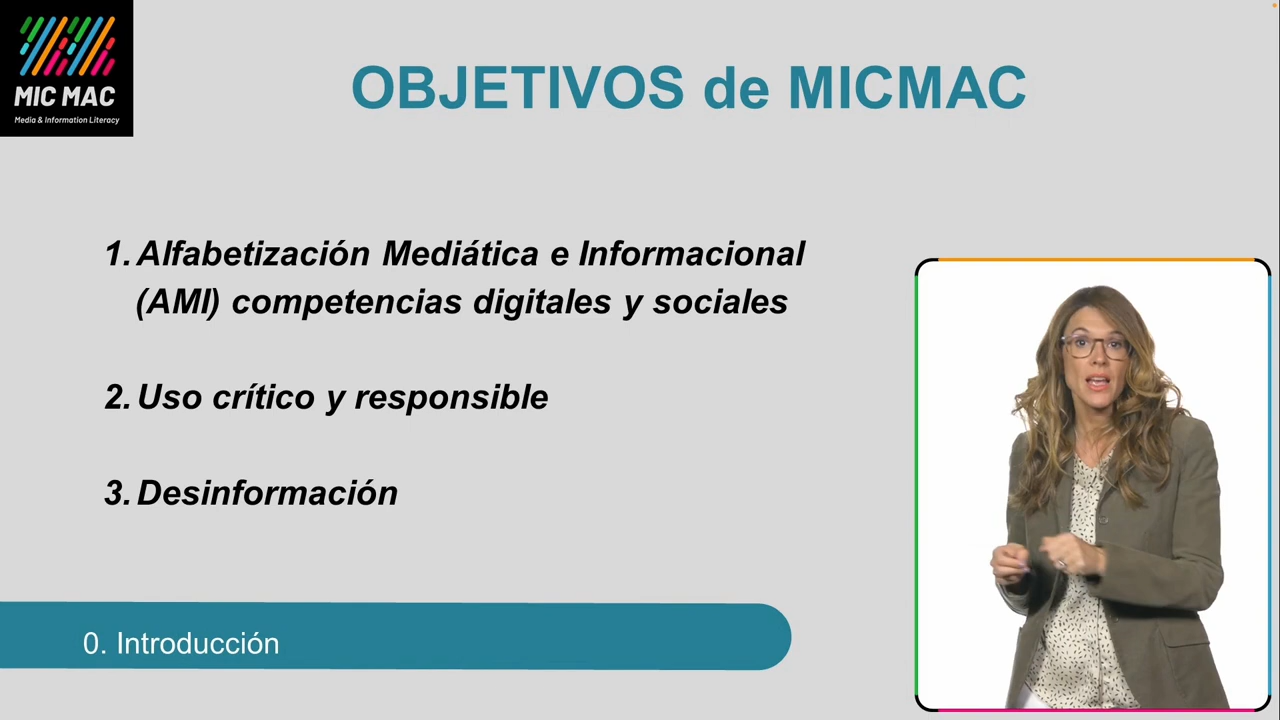 MIC MAC
Media & Information Literacy
OBJETIVOS de MICMAC
1. Alfabetización Mediática e Informacional
(AMI) competencias digitales y sociales
2. Uso crítico y responsible
3. Desinformación
0. Introducción